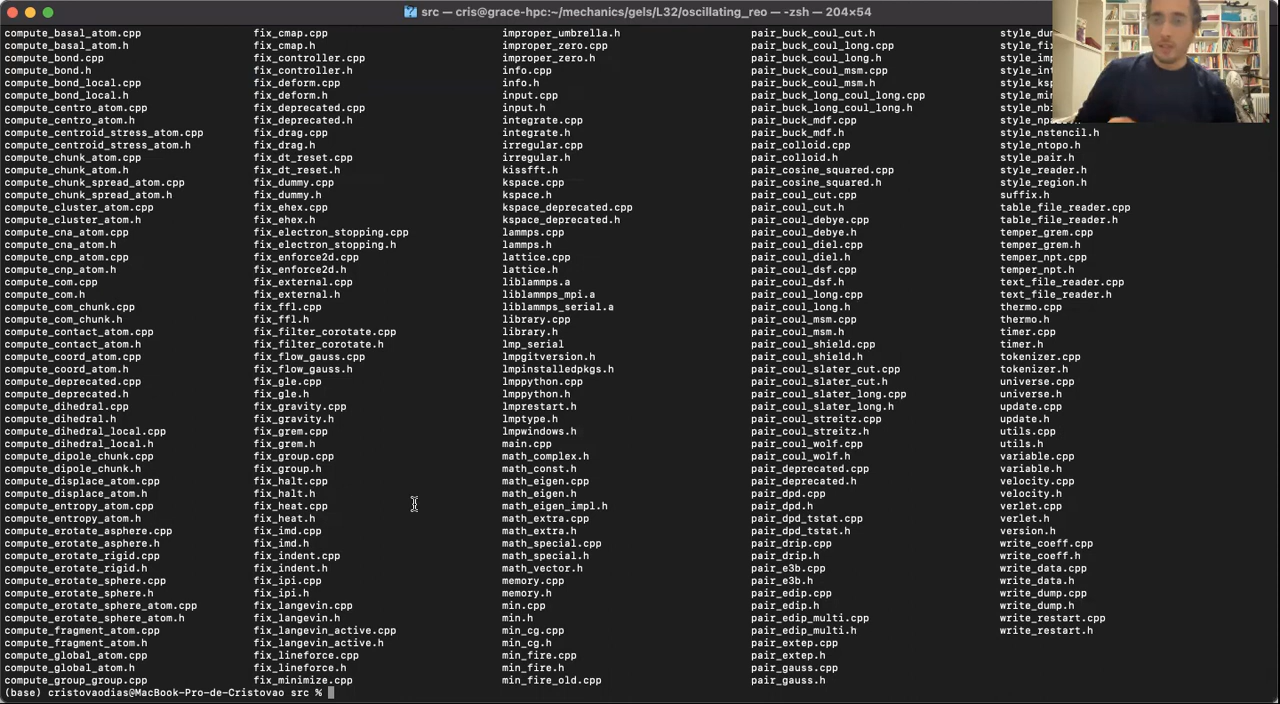 src — cris@grace-hpc:~/mechanics/gels/L32/oscillating_reo — -zsh — 204×54
compute_basal_atom.cpp fix_cmap.cpp improper_umbrella.h pair_buck_coul_cut.h
compute_basal_atom.h fix_cmap.h improper_zero.cpp pair_buck_coul_long.cpp
compute_bond.cpp fix_controller.cpp improper_zero.h pair_buck_coul_long.h
compute_bond.h fix_controller.h info.cpp pair_buck_coul_msm.cpp
compute_bond_local.cpp fix_deform.cpp info.h pair_buck_coul_msm.h
compute_bond_local.h fix_deform.h input.cpp pair_buck_long_coul_long.cpp
compute_centro_atom.cpp fix_deprecated.cpp input.h pair_buck_long_coul_long.h
compute_centro_atom.h fix_deprecated.h integrate.cpp pair_buck_mdf.cpp
compute_centroid_stress_atom.cpp fix_drag.cpp integrate.h pair_buck_mdf.h style_nstencil.h
compute_centroid_stress_atom.h fix_drag.h irregular.cpp pair_colloid.cpp style_ntopo.h
compute_chunk_atom.cpp fix_dt_reset.cpp irregular.h pair_colloid.h style_pair.h
compute_chunk_atom.h fix_dt_reset.h kissfft.h pair_cosine_squared.cpp style_reader.h
compute_chunk_spread_atom.cpp fix_dummy.cpp kspace.cpp pair_cosine_squared.h style_region.h
compute_chunk_spread_atom.h fix_dummy.h kspace.h pair_coul_cut.cpp suffix.h
compute_cluster_atom.cpp fix_ehex.cpp kspace_deprecated.cpp pair_coul_cut.h table_file_reader.cpp
compute_cluster_atom.h fix_ehex.h kspace_deprecated.h pair_coul_debye.cpp table_file_reader.h
compute_cna_atom.cpp fix_electron_stopping.cpp lammps.cpp pair_coul_debye.h temper_grem.cpp
compute_cna_atom.h fix_electron_stopping.h lammps.h pair_coul_diel.cpp temper_grem.h
compute_cnp_atom.cpp fix_enforce2d.cpp lattice.cpp pair_coul_diel.h temper_npt.cpp
compute_cnp_atom.h fix_enforce2d.h lattice.h pair_coul_dsf.cpp temper_npt.h
compute_com.cpp fix_external.cpp liblammps.a pair_coul_dsf.h text_file_reader.cpp
compute_com.h fix_external.h liblammps_mpi.a pair_coul_long.cpp text_file_reader.h
compute_com_chunk.cpp fix_ffl.cpp liblammps_serial.a pair_coul_long.h thermo.cpp
compute_com_chunk.h fix_ffl.h library.cpp pair_coul_msm.cpp thermo.h
compute_contact_atom.cpp fix_filter_corotate.cpp library.h pair_coul_msm.h timer.cpp
compute_contact_atom.h fix_filter_corotate.h lmp_serial pair_coul_shield.cpp timer.h
compute_coord_atom.cpp fix_flow_gauss.cpp lmpgitversion.h pair_coul_shield.h tokenizer.cpp
compute_coord_atom.h fix_flow_gauss.h lmpinstalledpkgs.h pair_coul_slater_cut.cpp tokenizer.h
compute_deprecated.cpp fix_gle.cpp lmppython.cpp pair_coul_slater_cut.h universe.cpp
compute_deprecated.h fix_gle.h lmppython.h pair_coul_slater_long.cpp universe.h
compute_dihedral.cpp fix_gravity.cpp lmprestart.h pair_coul_slater_long.h update.cpp
compute_dihedral.h fix_gravity.h lmptype.h pair_coul_streitz.cpp update.h
compute_dihedral_local.cpp fix_grem.cpp lmpwindows.h pair_coul_streitz.h utils.cpp
compute_dihedral_local.h fix_grem.h main.cpp pair_coul_wolf.cpp utils.h
compute_dipole_chunk.cpp fix_group.cpp math_complex.h pair_coul_wolf.h variable.cpp
compute_dipole_chunk.h fix_group.h math_const.h pair_deprecated.cpp variable.h
compute_displace_atom.cpp fix_halt.cpp math_eigen.cpp pair_deprecated.h velocity.cpp
compute_displace_atom.h fix_halt.h math_eigen.h pair_dpd.cpp velocity.h
compute_entropy_atom.cpp fix_heat.cpp math_eigen_impl.h pair_dpd.h verlet.cpp
compute_entropy_atom.h fix_heat.h math_extra.cpp pair_dpd_tstat.cpp verlet.h
compute_erotate_asphere.cpp fix_imd.cpp math_extra.h pair_dpd_tstat.h version.h
compute_erotate_asphere.h fix_imd.h math_special.cpp pair_drip.cpp write_coeff.cpp
compute_erotate_rigid.cpp fix_indent.cpp math_special.h pair_drip.h write_coeff.h
compute_erotate_rigid.h fix_indent.h math_vector.h pair_e3b.cpp write_data.cpp
compute_erotate_sphere.cpp fix_ipi.cpp memory.cpp pair_e3b.h write_data.h
compute_erotate_sphere.h fix_ipi.h memory.h pair_edip.cpp write_dump.cpp
compute_erotate_sphere_atom.cpp fix_langevin.cpp min.cpp pair_edip.h write_dump.h
compute_erotate_sphere_atom.h fix_langevin.h min.h pair_edip_multi.cpp write_restart.cpp
compute_fragment_atom.cpp fix_langevin_active.cpp min_cg.cpp pair_edip_multi.h write_restart.h
compute_fragment_atom.h fix_langevin_active.h min_cg.h pair_extep.cpp
compute_global_atom.cpp fix_lineforce.cpp min_fire.cpp pair_extep.h
compute_global_atom.h fix_lineforce.h min_fire.h pair_gauss.cpp
compute_group_group.cpp fix_minimize.cpp min_fire_old.cpp pair_gauss.h
(base) cristovaodias@MacBook-Pro-de-Cristovao src %